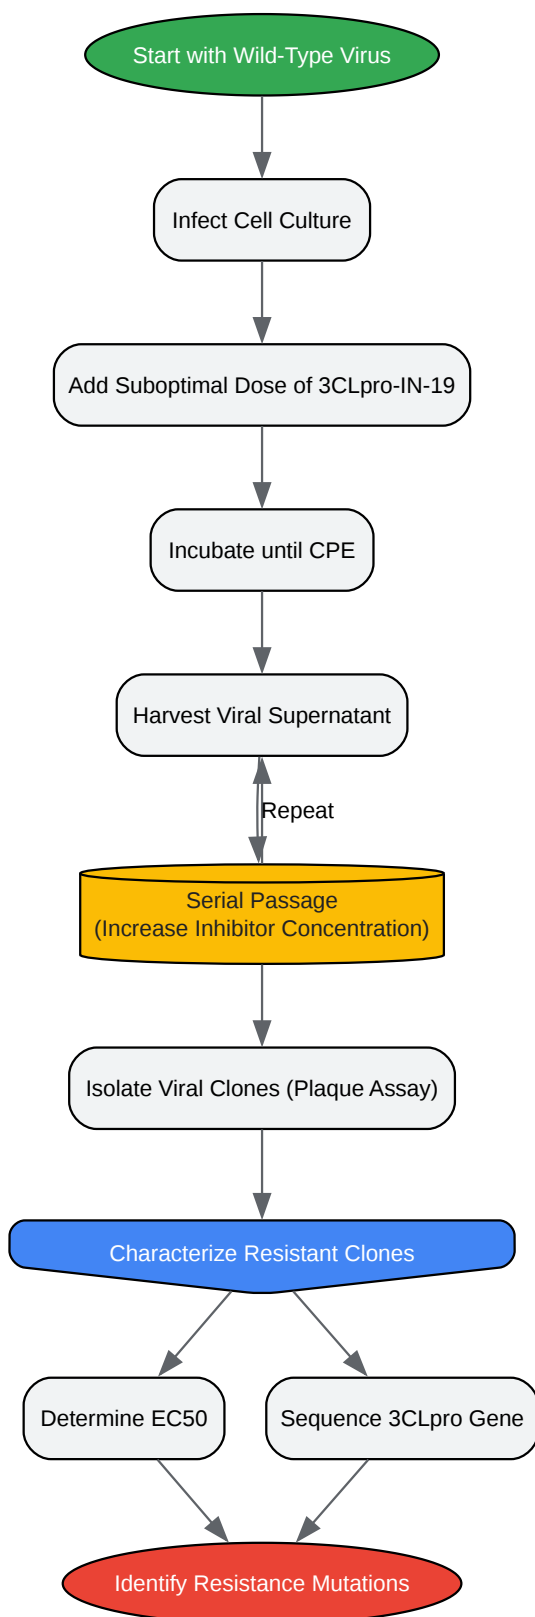 Start with Wild-Type Virus
Infect Cell Culture
Add Suboptimal Dose of 3CLpro-IN-19
Incubate until CPE
Harvest Viral Supernatant
Repeat
Serial Passage
(Increase Inhibitor Concentration)
Isolate Viral Clones (Plaque Assay)
Characterize Resistant Clones
Determine EC50
Sequence 3CLpro Gene
Identify Resistance Mutations